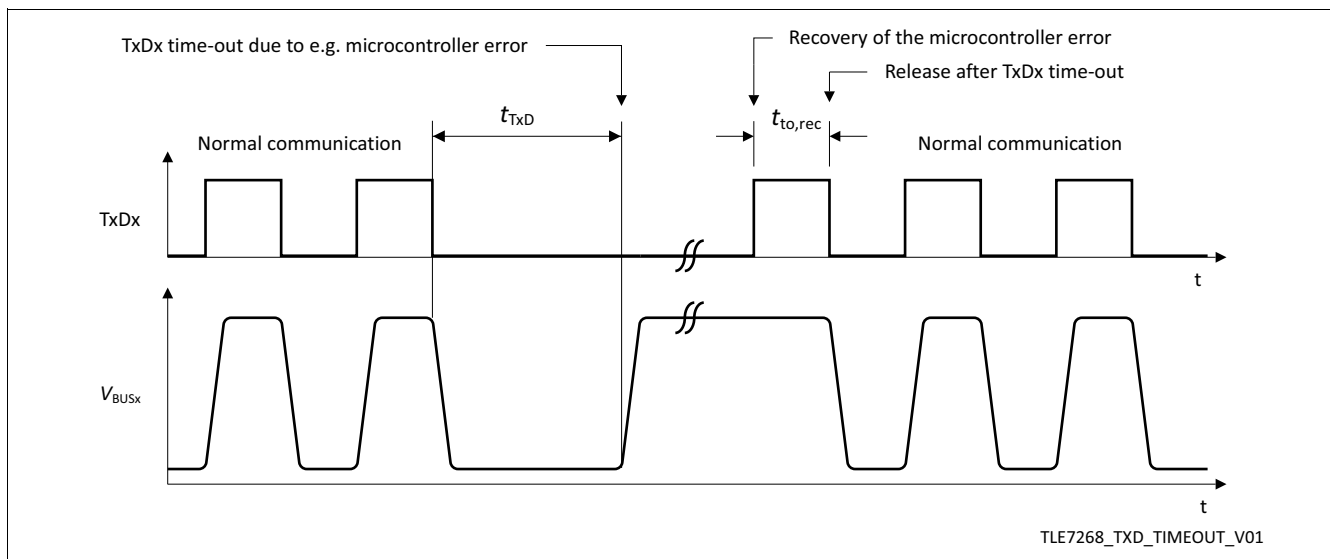 TxDx time-out due to e.g. microcontroller error
Recovery of the microcontroller error
Release after TxDx time-out
tTxD
tto,rec
Normal communication
Normal communication
TxDx
t
VBUSx
t
TLE7268_TXD_TIMEOUT_V01